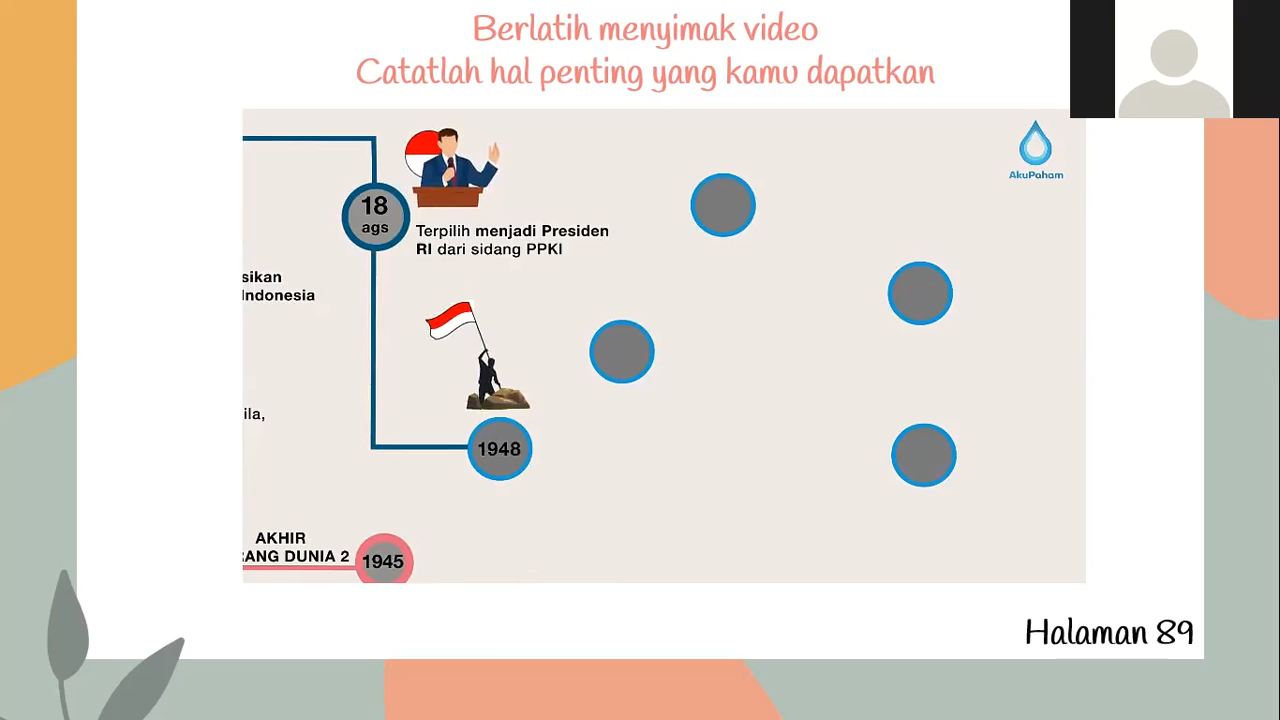 Berlatih menyimak video
Catatlah hal penting yang kamu dapatkan
AkuPaham
18
ags
Terpilih menjadi Presiden
RI dari sidang PPKI
sikan
Indonesia
ila,
1948
AKHIR
RANG DUNIA 2
1945
Halaman 89